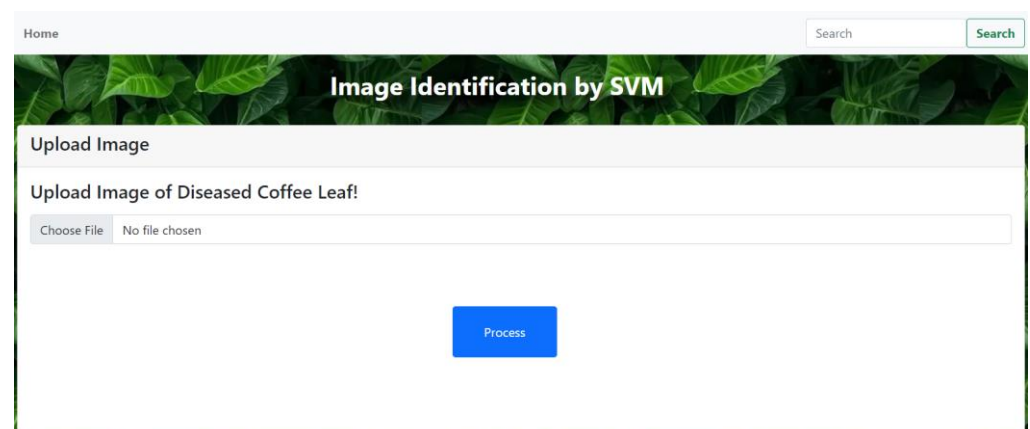 Home Search Search
Image Identification by SVM
Upload Image
Upload Image of Diseased Coffee Leaf!
Choose File No file chosen
Process